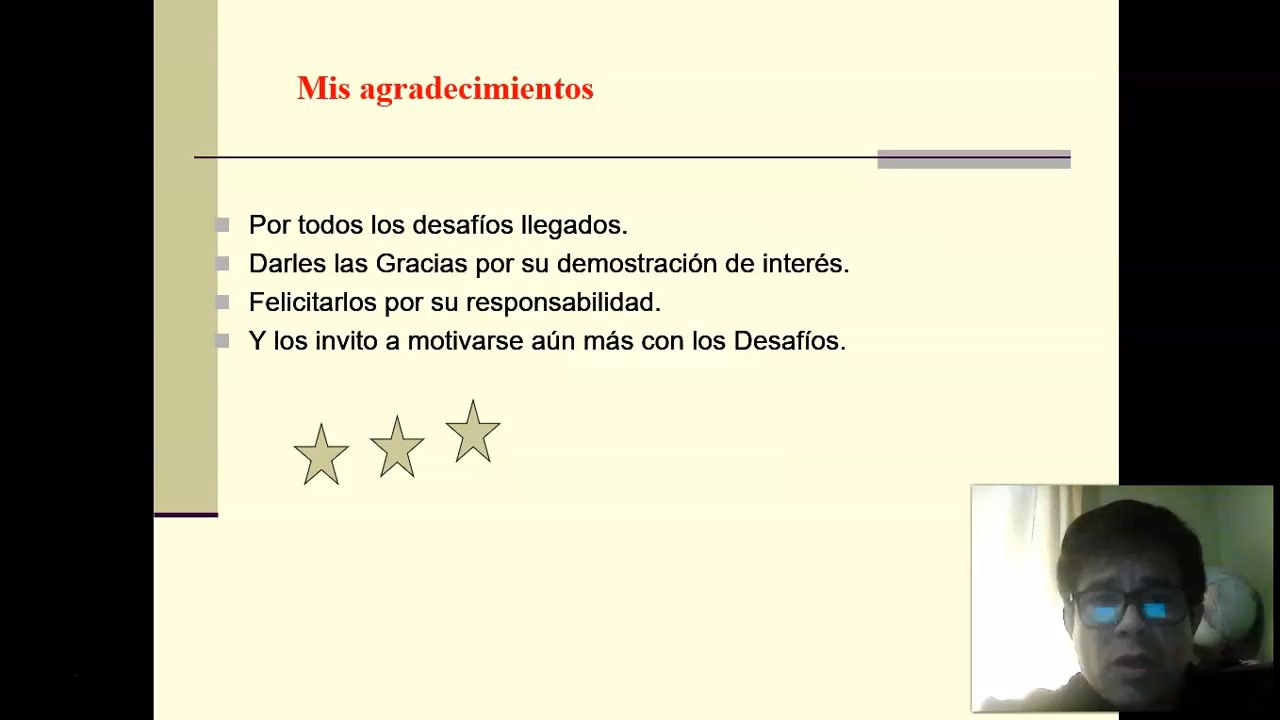 Mis agradecimientos
Por todos los desafíos llegados.
Darles las Gracias por su demostración de interés.
Felicitarlos por su responsabilidad.
Y los invito a motivarse aún más con los Desafíos.